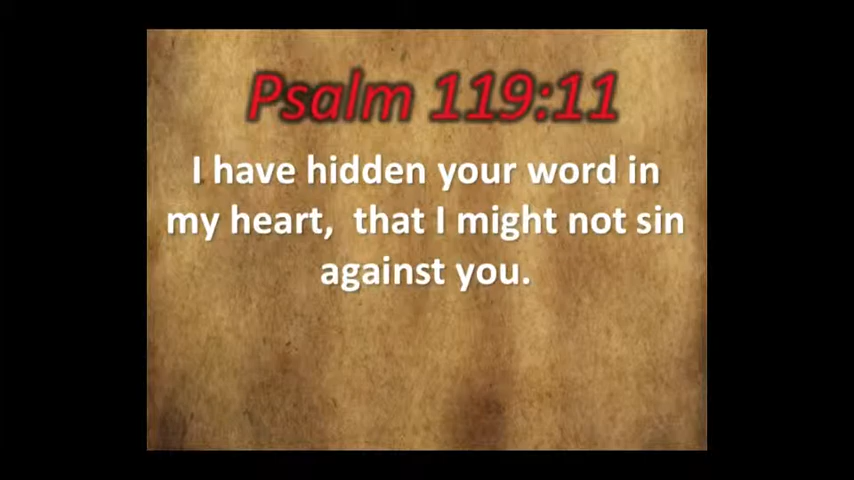 Psalm 119:11
I have hidden your word in
my heart,  that I might not sin
against you.